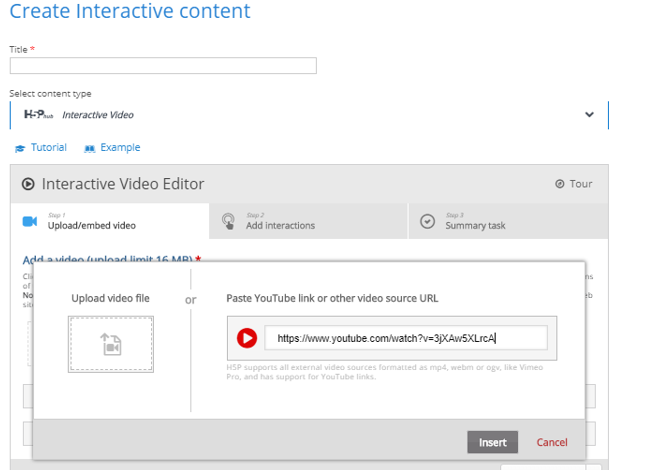 Create Interactive content
Title *
Select content type
H5P hub Interactive Video
Tutorial Example
Interactive Video Editor
Tour
Step 1
Upload/embed video
Step 2
Add interactions
Step 3
Summary task
Add a video (upload limit 16 MB) *
Upload video file
or
Paste YouTube link or other video source URL
https://www.youtube.com/watch?v=3jXAw5XLrcA
H5P supports all external video sources formatted as mp4, webm or ogv, like Vimeo
Pro, and has support for YouTube links.
Insert
Cancel